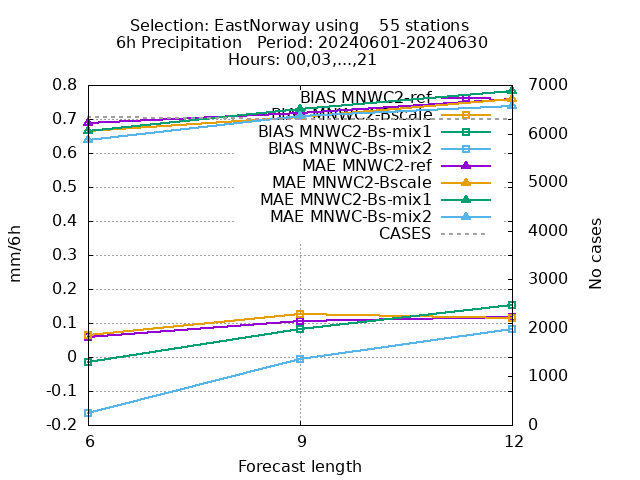 Selection: EastNorway using    55 stations
6h Precipitation   Period: 20240601-20240630
Hours: 00,03,...,21
BIAS MNWC2-ref
BIAS MNWC2-Bscale
BIAS MNWC2-Bs-mix1
BIAS MNWC-Bs-mix2
MAE MNWC2-ref
MAE MNWC2-Bscale
MAE MNWC2-Bs-mix1
MAE MNWC-Bs-mix2
CASES
0.8
0.7
0.6
0.5
0.4
0.3
0.2
0.1
0
-0.1
-0.2
mm/6h
7000
6000
5000
4000
3000
2000
1000
0
No cases
6 9 12
Forecast length